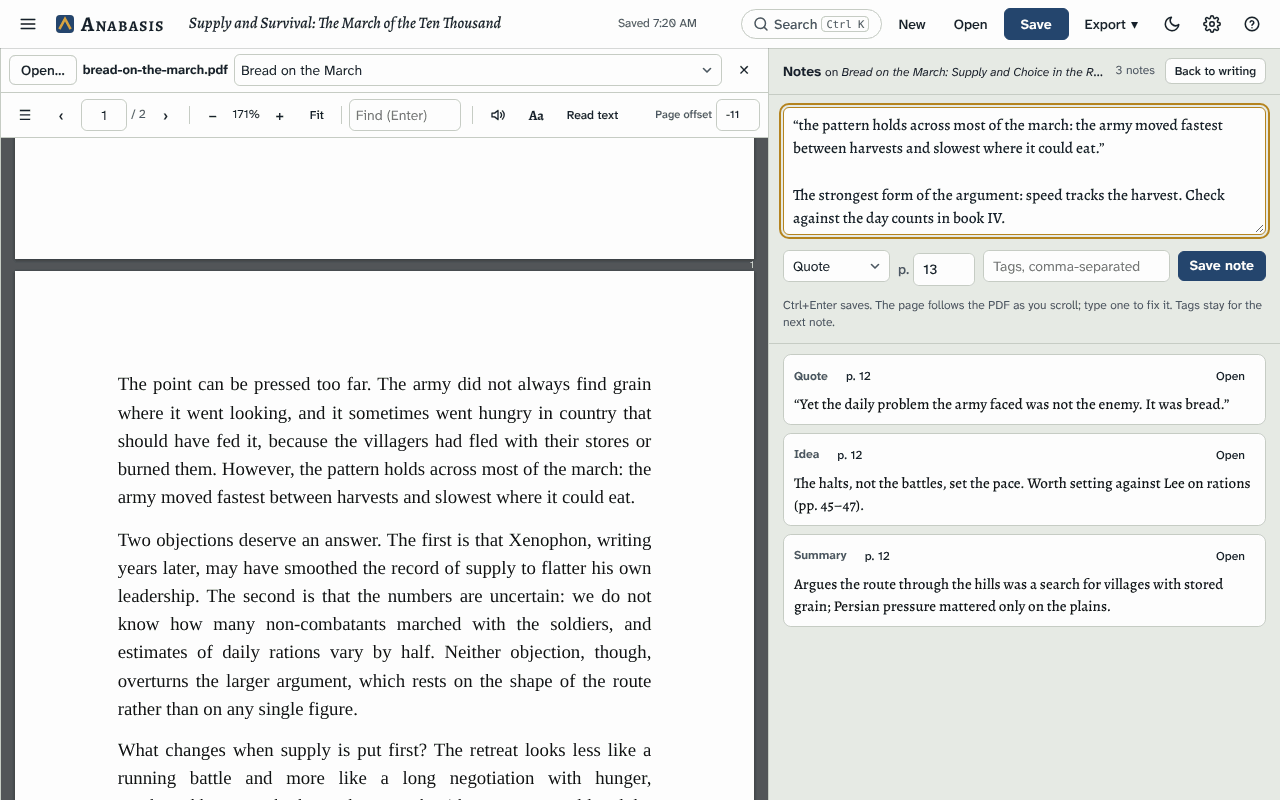 Anabasis
Supply and Survival: The March of the Ten Thousand
Saved 7:20 AM
Search Ctrl K
New
Open
Save
Export ▾
Open…
bread-on-the-march.pdf
Bread on the March
✕
☰ ‹ 1 / 2 › – 171% + Fit Find (Enter) Aa Read text Page offset -11
1
The point can be pressed too far. The army did not always find grain
where it went looking, and it sometimes went hungry in country that
should have fed it, because the villagers had fled with their stores or
burned them. However, the pattern holds across most of the march: the
army moved fastest between harvests and slowest where it could eat.
Two objections deserve an answer. The first is that Xenophon, writing
years later, may have smoothed the record of supply to flatter his own
leadership. The second is that the numbers are uncertain: we do not
know how many non-combatants marched with the soldiers, and
estimates of daily rations vary by half. Neither objection, though,
overturns the larger argument, which rests on the shape of the route
rather than on any single figure.
What changes when supply is put first? The retreat looks less like a
running battle and more like a long negotiation with hunger,
Notes on Bread on the March: Supply and Choice in the R…
3 notes
Back to writing
“the pattern holds across most of the march: the army moved fastest
between harvests and slowest where it could eat.”
The strongest form of the argument: speed tracks the harvest. Check
against the day counts in book IV.
Quote
p. 13
Tags, comma-separated
Save note
Ctrl+Enter saves. The page follows the PDF as you scroll; type one to fix it. Tags stay for the
next note.
Quote p. 12 Open
“Yet the daily problem the army faced was not the enemy. It was bread.”
Idea p. 12 Open
The halts, not the battles, set the pace. Worth setting against Lee on rations
(pp. 45–47).
Summary p. 12 Open
Argues the route through the hills was a search for villages with stored
grain; Persian pressure mattered only on the plains.